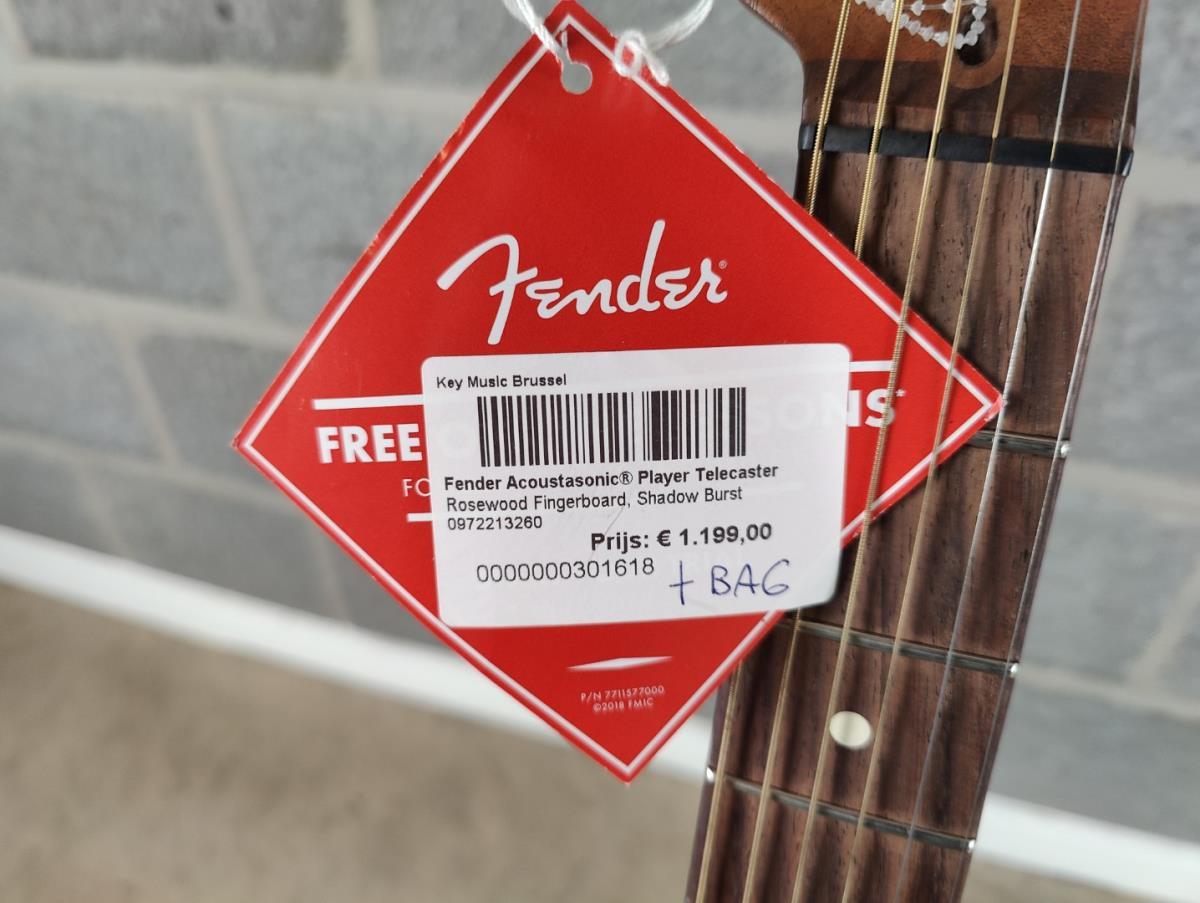 Fender®
Key Music Brussel
FREE SONS*
Fender Acoustasonic® Player Telecaster
Rosewood Fingerboard, Shadow Burst
0972213260
Prijs: € 1.199,00
0000000301618
+ BAG
P/N 7711577000
©2018 FMIC